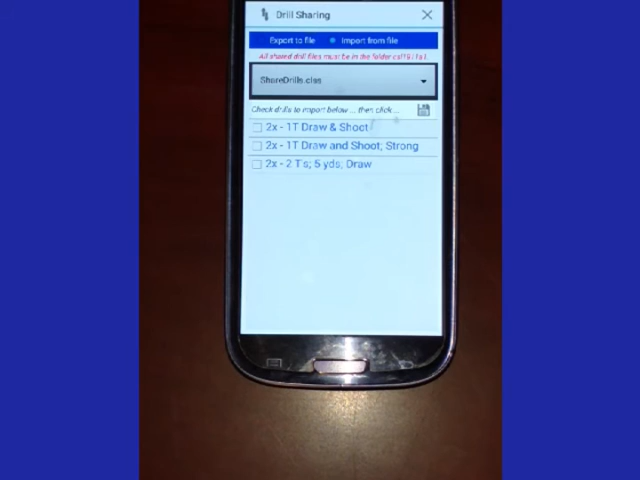 Drill Sharing
Export to file Import from file
All shared drill files must be in the folder
ShareDrills.clas
Check drills to import below ... then click ...
2x - 1T Draw & Shoot
2x - 1T Draw and Shoot; Strong
2x - 2 T's; 5 yds; Draw